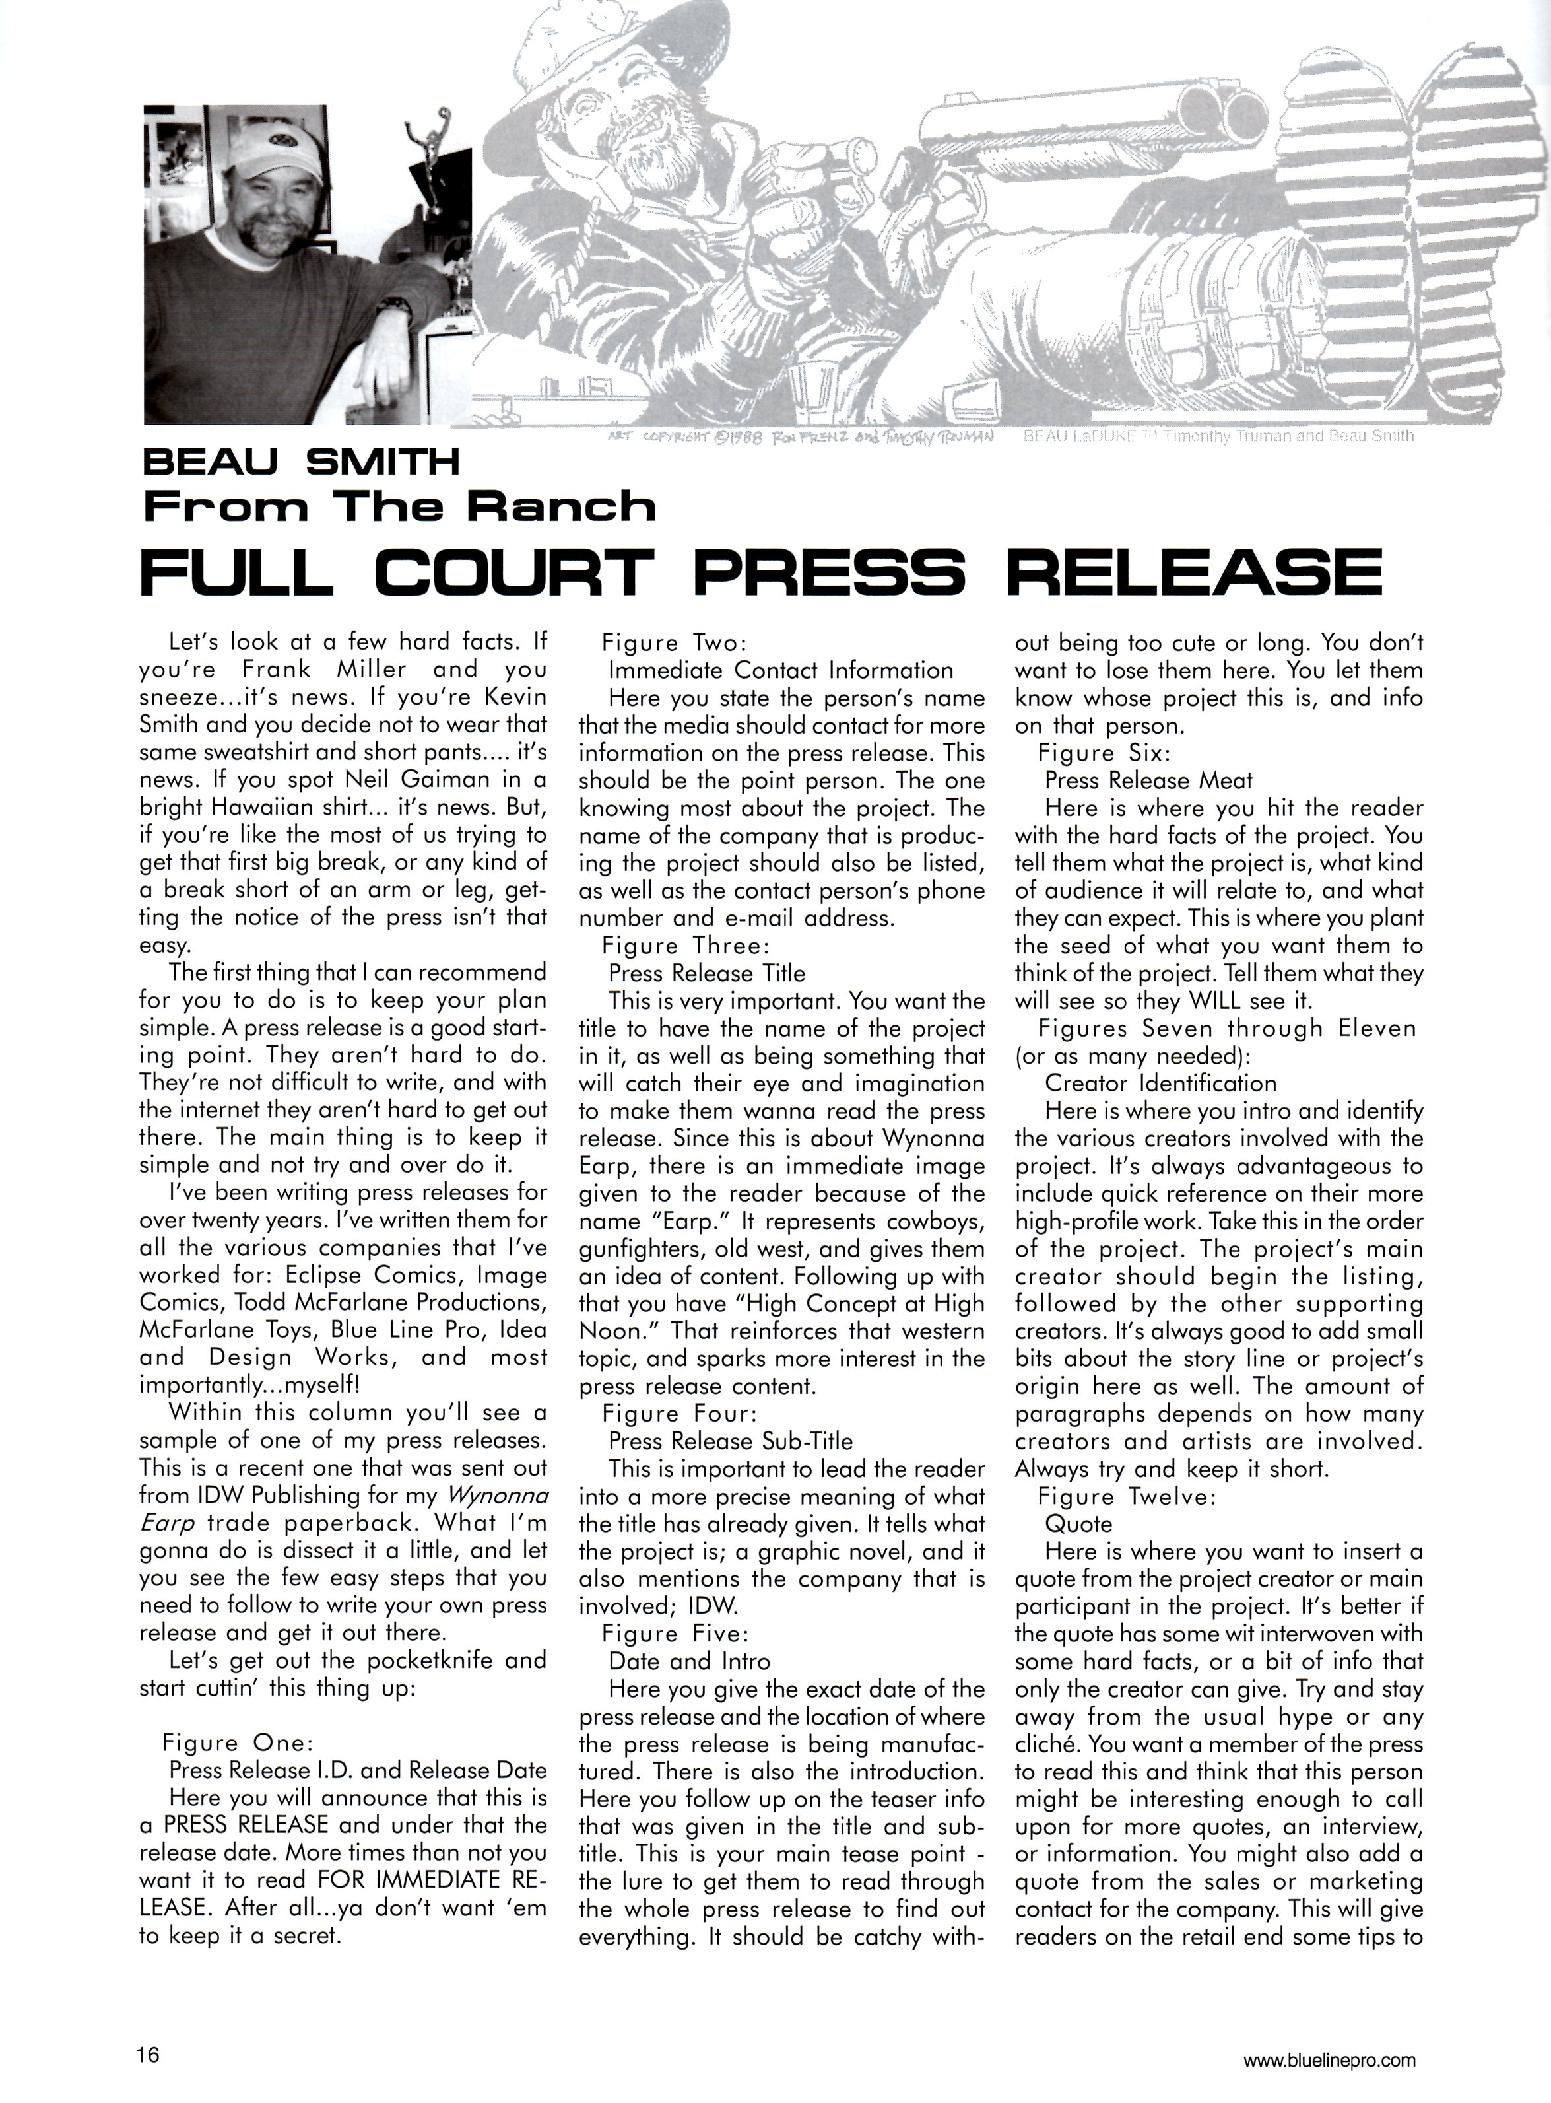 ART COPYRIGHT ©1988 RON FRENZ and TIMOTHY TRUMAN
BEAU LaDUKE ™ Timonthy Truman and Beau Smith
BEAU SMITH
From The Ranch
FULL COURT PRESS RELEASE
Let's look at a few hard facts. If
you're Frank Miller and you
sneeze...it's news. If you're Kevin
Smith and you decide not to wear that
same sweatshirt and short pants.... it's
news. If you spot Neil Gaiman in a
bright Hawaiian shirt... it's news. But,
if you're like the most of us trying to
get that first big break, or any kind of
a break short of an arm or leg, get-
ting the notice of the press isn't that
easy.
The first thing that I can recommend
for you to do is to keep your plan
simple. A press release is a good start-
ing point. They aren't hard to do.
They're not difficult to write, and with
the internet they aren't hard to get out
there. The main thing is to keep it
simple and not try and over do it.
I've been writing press releases for
over twenty years. I've written them for
all the various companies that I've
worked for: Eclipse Comics, Image
Comics, Todd McFarlane Productions,
McFarlane Toys, Blue Line Pro, Idea
and Design Works, and most
importantly...myself!
Within this column you'll see a
sample of one of my press releases.
This is a recent one that was sent out
from IDW Publishing for my Wynonna
Earp trade paperback. What I'm
gonna do is dissect it a little, and let
you see the few easy steps that you
need to follow to write your own press
release and get it out there.
Let's get out the pocketknife and
start cuttin' this thing up:
Figure One:
Press Release I.D. and Release Date
Here you will announce that this is
a PRESS RELEASE and under that the
release date. More times than not you
want it to read FOR IMMEDIATE RE-
LEASE. After all...ya don't want 'em
to keep it a secret.
Figure Two:
Immediate Contact Information
Here you state the person's name
that the media should contact for more
information on the press release. This
should be the point person. The one
knowing most about the project. The
name of the company that is produc-
ing the project should also be listed,
as well as the contact person's phone
number and e-mail address.
Figure Three:
Press Release Title
This is very important. You want the
title to have the name of the project
in it, as well as being something that
will catch their eye and imagination
to make them wanna read the press
release. Since this is about Wynonna
Earp, there is an immediate image
given to the reader because of the
name "Earp." It represents cowboys,
gunfighters, old west, and gives them
an idea of content. Following up with
that you have "High Concept at High
Noon." That reinforces that western
topic, and sparks more interest in the
press release content.
Figure Four:
Press Release Sub-Title
This is important to lead the reader
into a more precise meaning of what
the title has already given. It tells what
the project is; a graphic novel, and it
also mentions the company that is
involved; IDW.
Figure Five:
Date and Intro
Here you give the exact date of the
press release and the location of where
the press release is being manufac-
tured. There is also the introduction.
Here you follow up on the teaser info
that was given in the title and sub-
title. This is your main tease point -
the lure to get them to read through
the whole press release to find out
everything. It should be catchy with-
out being too cute or long. You don't
want to lose them here. You let them
know whose project this is, and info
on that person.
Figure Six:
Press Release Meat
Here is where you hit the reader
with the hard facts of the project. You
tell them what the project is, what kind
of audience it will relate to, and what
they can expect. This is where you plant
the seed of what you want them to
think of the project. Tell them what they
will see so they WILL see it.
Figures Seven through Eleven
(or as many needed):
Creator Identification
Here is where you intro and identify
the various creators involved with the
project. It's always advantageous to
include quick reference on their more
high-profile work. Take this in the order
of the project. The project's main
creator should begin the listing,
followed by the other supporting
creators. It's always good to add small
bits about the story line or project's
origin here as well. The amount of
paragraphs depends on how many
creators and artists are involved.
Always try and keep it short.
Figure Twelve:
Quote
Here is where you want to insert a
quote from the project creator or main
participant in the project. It's better if
the quote has some wit interwoven with
some hard facts, or a bit of info that
only the creator can give. Try and stay
away from the usual hype or any
cliché. You want a member of the press
to read this and think that this person
might be interesting enough to call
upon for more quotes, an interview,
or information. You might also add a
quote from the sales or marketing
contact for the company. This will give
readers on the retail end some tips to
16
www.bluelinepro.com